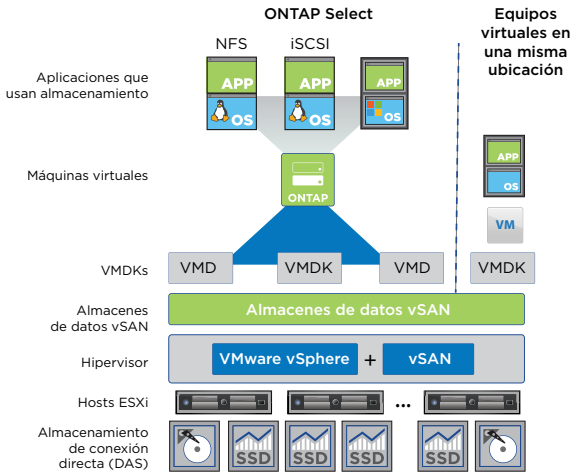 ONTAP Select
Equipos
virtuales en
una misma
ubicación
NFS
iSCSI
Aplicaciones que
usan almacenamiento
APP
OS
APP
OS
APP
OS
Máquinas virtuales
ONTAP
APP
OS
VM
VMDKs
VMD
VMDK
VMD
VMDK
Almacenes
de datos vSAN
Almacenes de datos vSAN
Hipervisor
VMware vSphere
+
vSAN
Hosts ESXi
...
Almacenamiento
de conexión
directa (DAS)
SSD
SSD
SSD
SSD